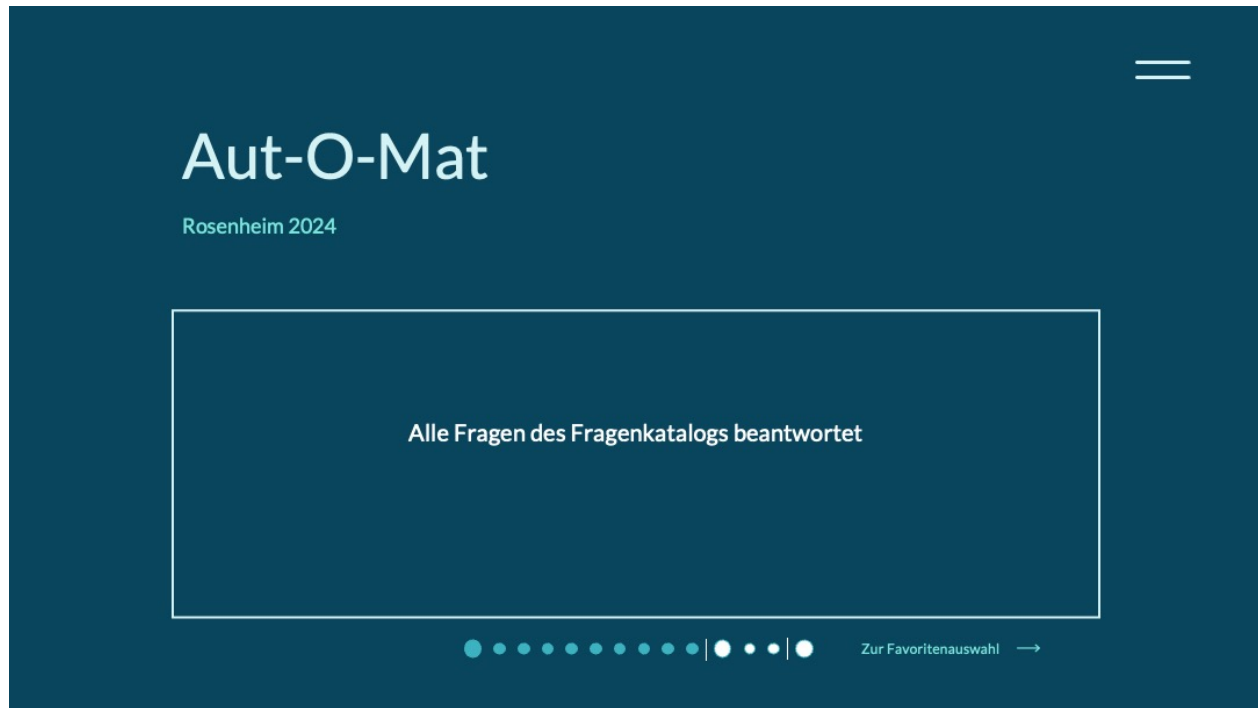 Aut-O-Mat
Rosenheim 2024
Alle Fragen des Fragenkatalogs beantwortet
Zur Favoritenauswahl →